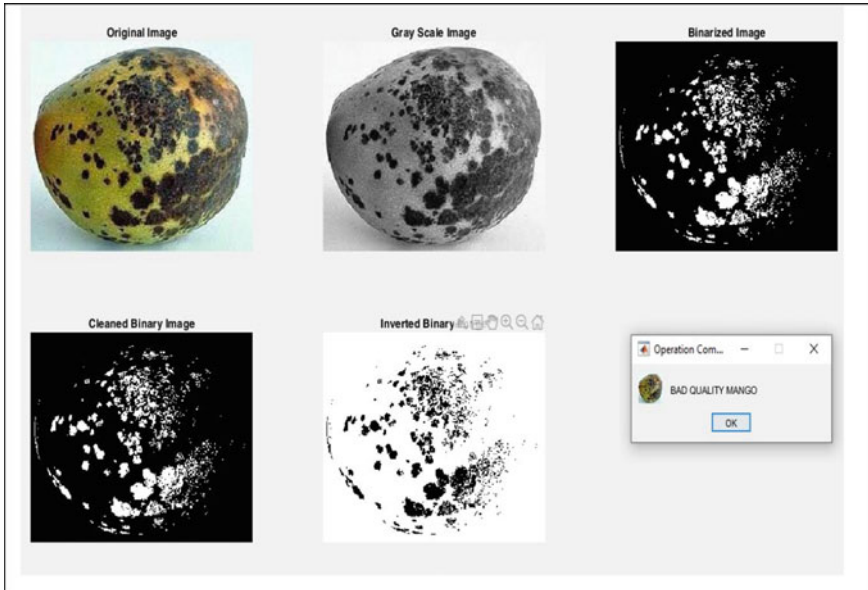 Original Image
Gray Scale Image
Binarized Image
Cleaned Binary Image
Inverted Binary
Operation Com...
BAD QUALITY MANGO
OK